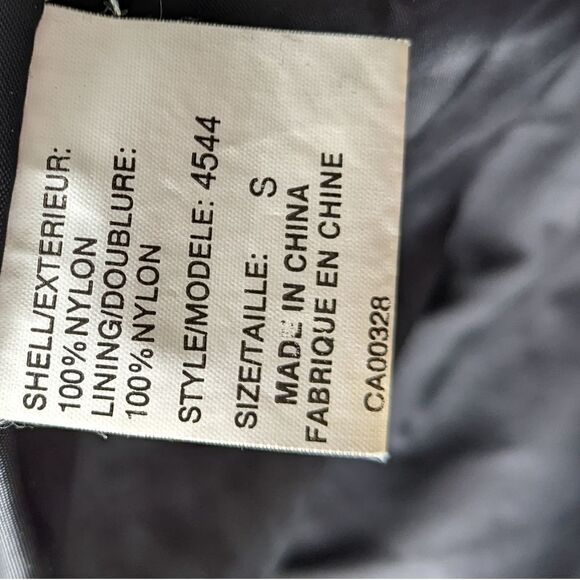 SHELL/EXTERIEUR:
100% NYLON
LINING/DOUBLURE:
100% NYLON
STYLE/MODELE: 4544
SIZE/TAILLE: S
MADE IN CHINA
FABRIQUE EN CHINE
CA00328